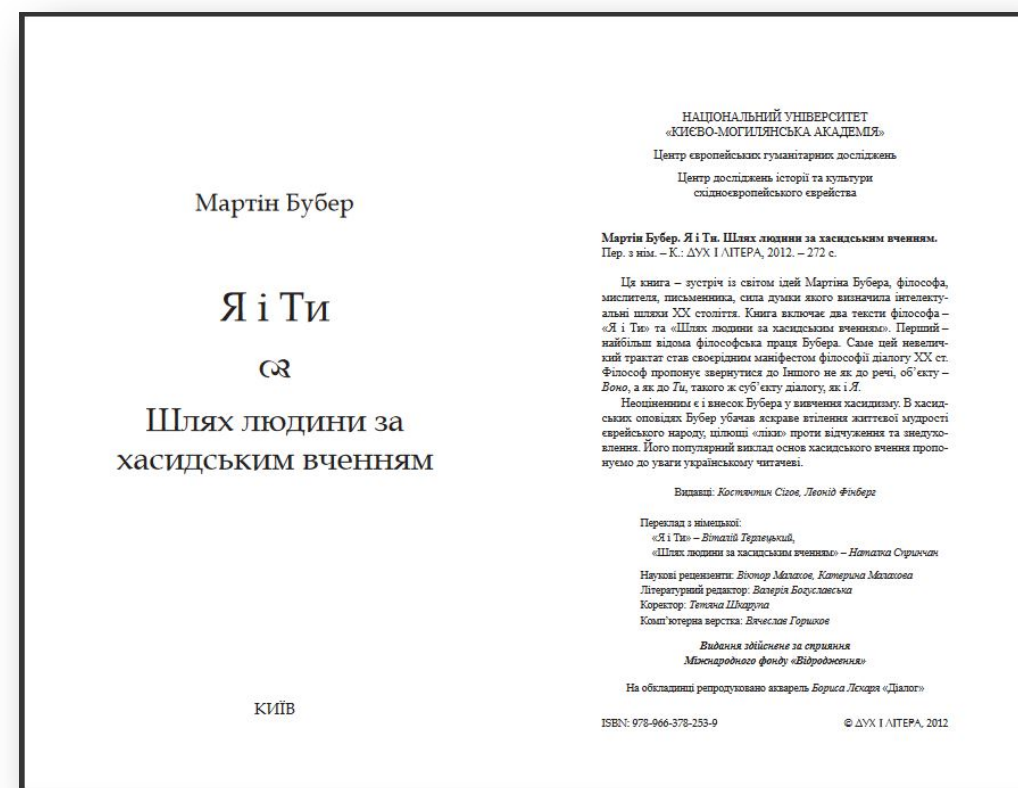 Мартін Бубер
Я і Ти
Шлях людини за
хасидським вченням
КИЇВ
НАЦІОНАЛЬНИЙ УНІВЕРСИТЕТ
«КИЄВО-МОГИЛЯНСЬКА АКАДЕМІЯ»
Центр європейських гуманітарних досліджень
Центр досліджень історії та культури
східноєвропейського єврейства
Мартін Бубер. Я і Ти. Шлях людини за хасидським вченням.
Пер. з нім. – К.: ДУХ І ЛІТЕРА, 2012. – 272 с.
Ця книга – зустріч із світом ідей Мартіна Бубера, філософа,
мислителя, письменника, сила думки якого визначила інтелекту-
альні шляхи ХХ століття. Книга включає два тексти філософа –
«Я і Ти» та «Шлях людини за хасидським вченням». Перший –
найбільш відома філософська праця Бубера. Саме цей невелич-
кий трактат став своєрідним маніфестом філософії діалогу ХХ ст.
Філософ пропонує звернутися до Іншого не як до речі, об’єкту –
Воно, а як до Ти, такого ж суб’єкту діалогу, як і Я.
Неоціненним є і внесок Бубера у вивчення хасидизму. В хасид-
ських оповідях Бубер убачав яскраве втілення життєвої мудрості
єврейського народу, цілющі «ліки» проти відчуження та знедухо-
влення. Його популярний виклад основ хасидського вчення пропо-
нуємо до уваги українському читачеві.
Видавці: Костянтин Сігов, Леонід Фінберг
Переклад з німецької:
«Я і Ти» – Віталій Терлецький,
«Шлях людини за хасидським вченням» – Наталка Спринчан
Наукові рецензенти: Віктор Малахов, Катерина Малахова
Літературний редактор: Валерія Богуславська
Коректор: Тетяна Шкарупа
Комп’ютерна верстка: Вячеслав Горшков
Видання здійснене за сприяння
Міжнародного фонду «Відродження»
На обкладинці репродуковано акварель Бориса Лєкаря «Діалог»
ISBN: 978-966-378-253-9
© ДУХ І ЛІТЕРА, 2012